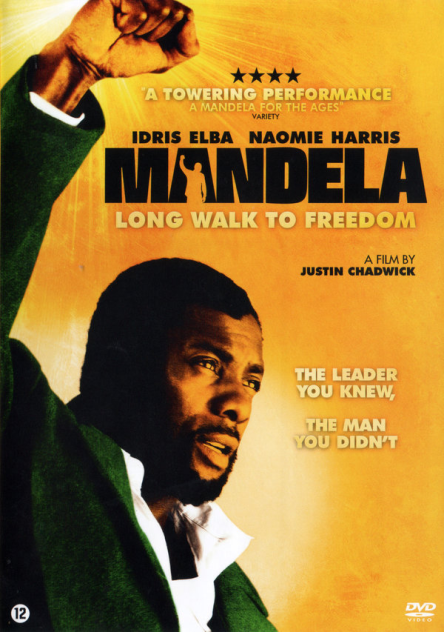 "A TOWERING PERFORMANCE
A MANDELA FOR THE AGES"
VARIETY
IDRIS ELBA NAOMIE HARRIS
MANDELA
LONG WALK TO FREEDOM
A FILM BY
JUSTIN CHADWICK
THE LEADER
YOU KNEW,
THE MAN
YOU DIDN'T
12
DVD
VIDEO